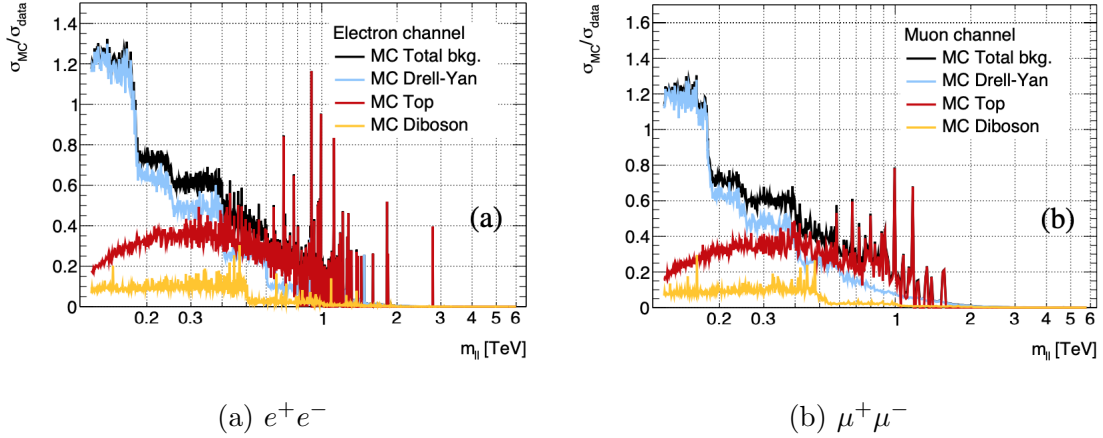 σMC/σdata
1.4
1.2
1
0.8
0.6
0.4
0.2
0
Electron channel
MC Total bkg.
MC Drell-Yan
MC Top
MC Diboson
(a)
0.2 0.3 1 2 3 4 5 6
mll [TeV]
σMC/σdata
1.6
1.4
1.2
1
0.8
0.6
0.4
0.2
0
Muon channel
MC Total bkg.
MC Drell-Yan
MC Top
MC Diboson
(b)
0.2 0.3 1 2 3 4 5 6
mll [TeV]
(a) e⁺e⁻
(b) μ⁺μ⁻